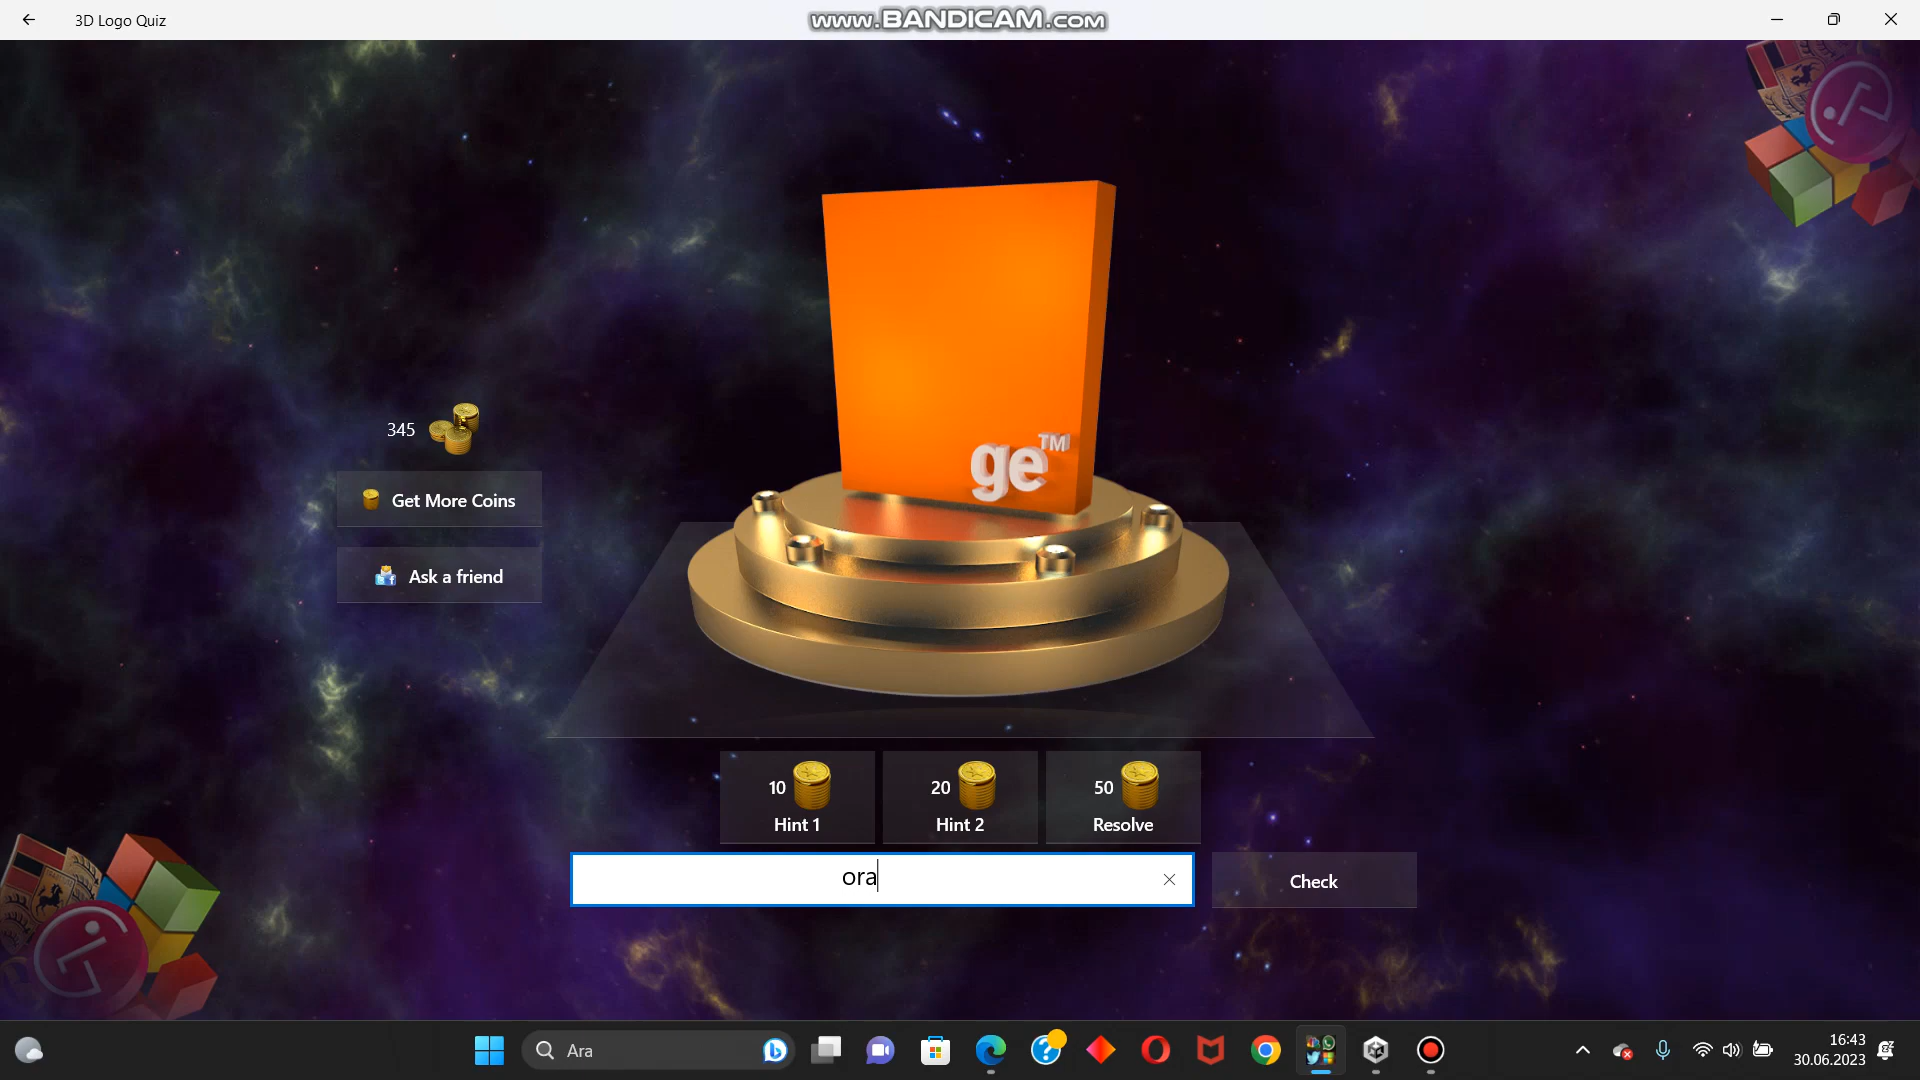 3D Logo Quiz
www.BANDICAM.com
ge™
345
Get More Coins
Ask a friend
10
Hint 1
20
Hint 2
50
Resolve
ora
Check
Ara
16:43
30.06.2023